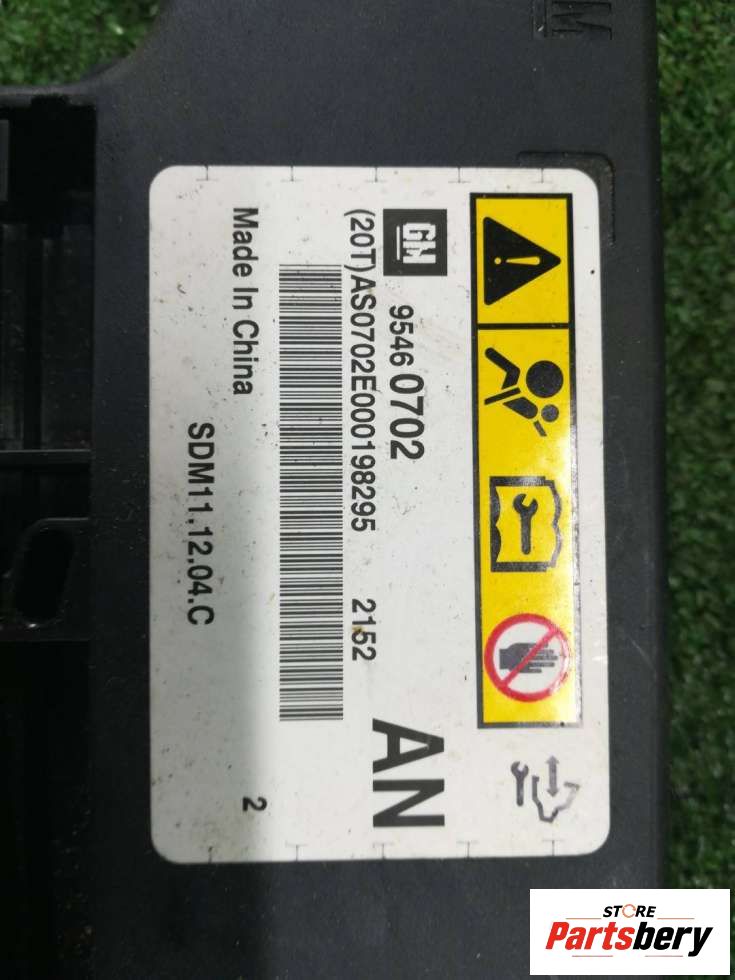 GM 9546 0702 AN
(20T)AS0702E000198295 2152
Made In China
SDM11.12.04.C 2
STORE
Partsbery